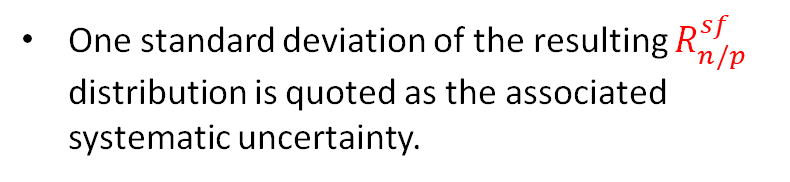 • One standard deviation of the resulting $R^{sf}_{n/p}$
distribution is quoted as the associated
systematic uncertainty.